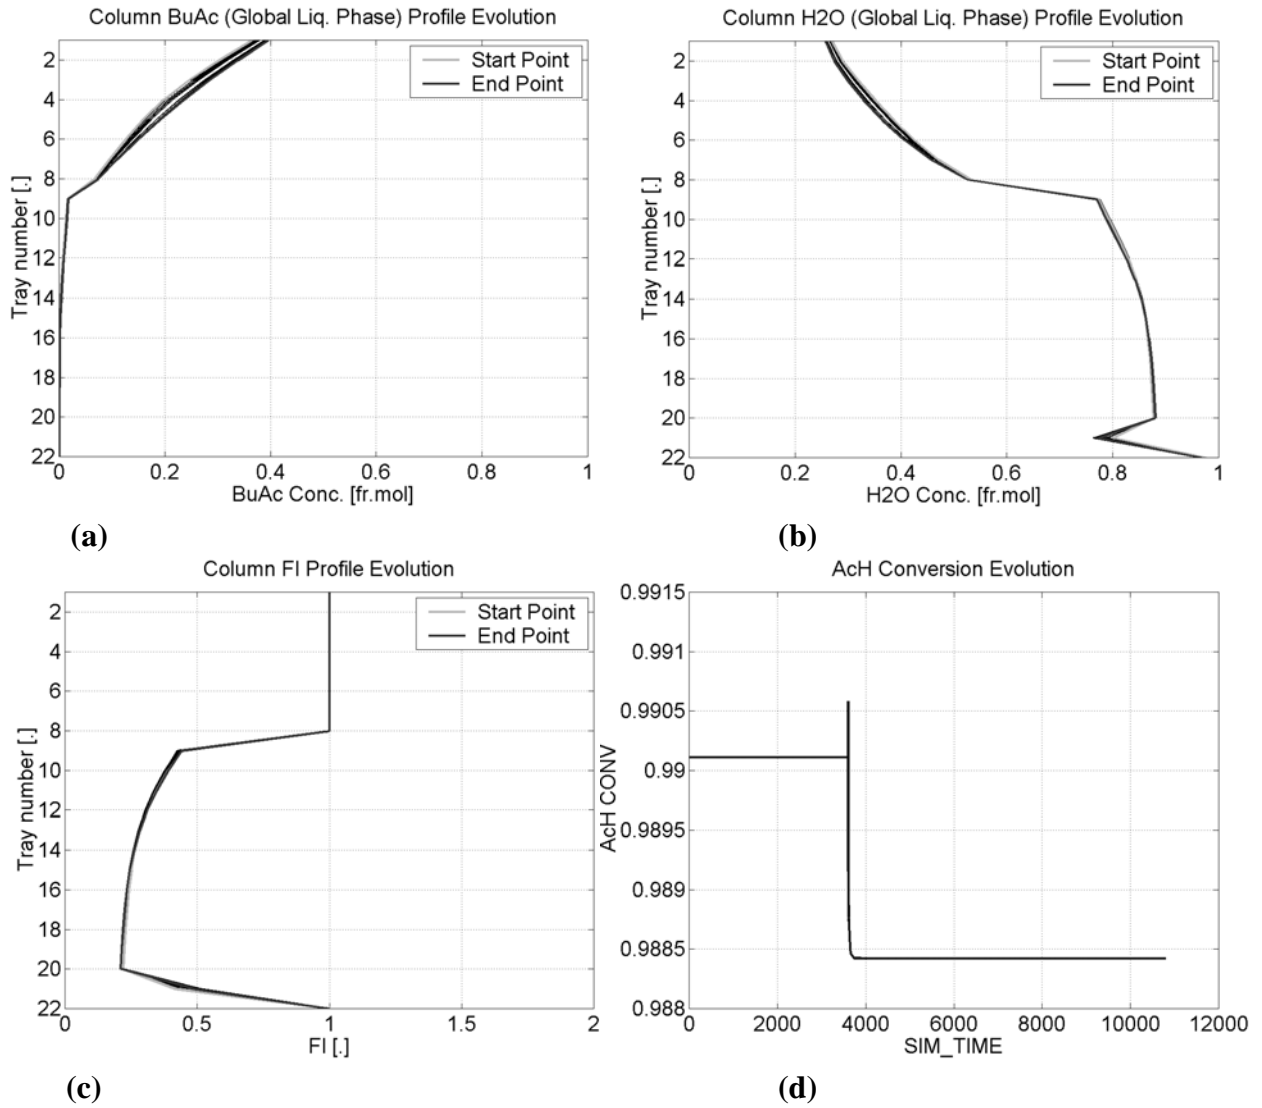 Column BuAc (Global Liq. Phase) Profile Evolution
Start Point
End Point
2
4
6
8
10
12
14
16
18
20
22
Tray number [.]
0 0.2 0.4 0.6 0.8 1
BuAc Conc. [fr.mol]
(a)
Column H2O (Global Liq. Phase) Profile Evolution
Start Point
End Point
2
4
6
8
10
12
14
16
18
20
22
Tray number [.]
0.2 0.4 0.6 0.8 1
H2O Conc. [fr.mol]
(b)
Column FI Profile Evolution
Start Point
End Point
2
4
6
8
10
12
14
16
18
20
22
Tray number [.]
0 0.5 1 1.5 2
FI [.]
(c)
AcH Conversion Evolution
0.9915
0.991
0.9905
0.99
0.9895
0.989
0.9885
0.988
AcH CONV
0 2000 4000 6000 8000 10000 12000
SIM_TIME
(d)